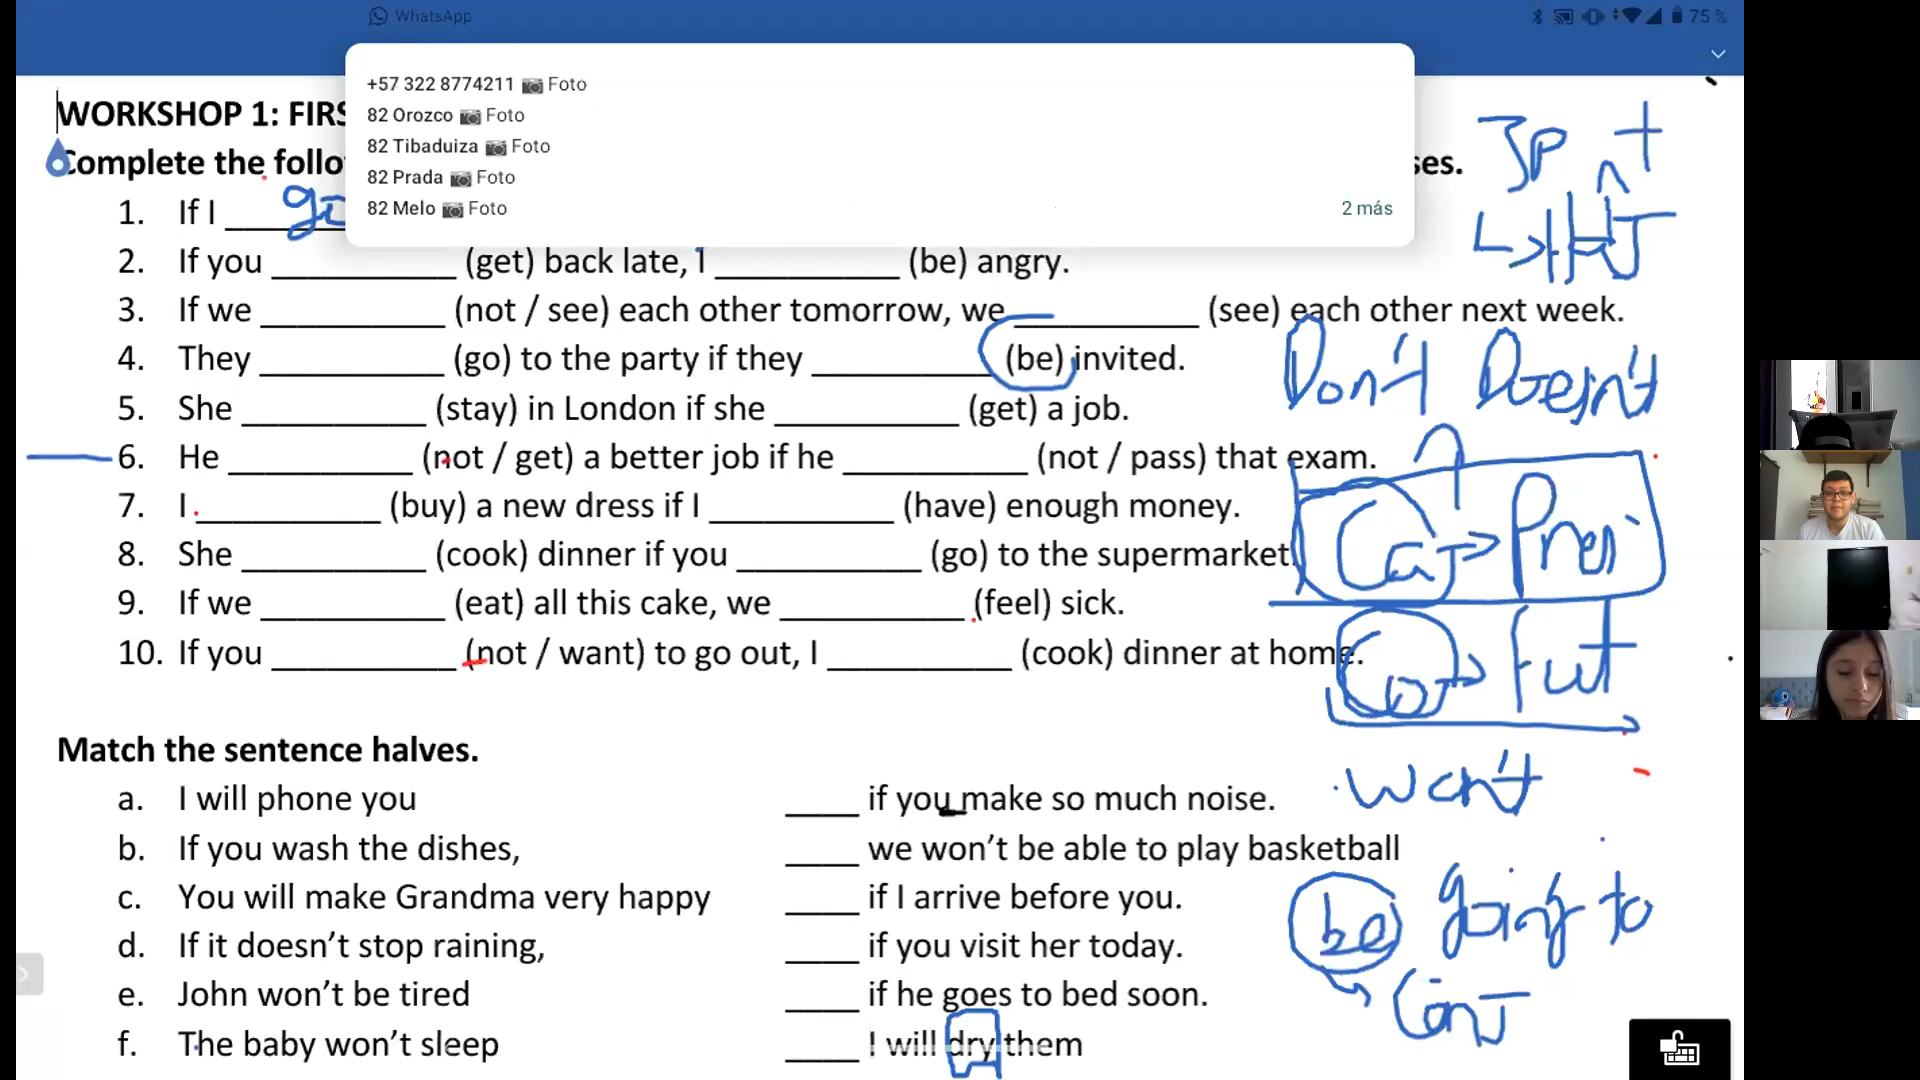 WhatsApp
75 %
+57 322 8774211 Foto
82 Orozco Foto
82 Tibaduiza Foto
82 Prada Foto
82 Melo Foto
2 más
WORKSHOP 1: FIRS
Complete the follo ses.
1. If I ________ go
2. If you __________ (get) back late, I __________ (be) angry.
3. If we __________ (not / see) each other tomorrow, we __________ (see) each other next week.
4. They __________ (go) to the party if they __________ (be) invited.
5. She __________ (stay) in London if she __________ (get) a job.
6. He __________ (not / get) a better job if he __________ (not / pass) that exam.
7. I __________ (buy) a new dress if I __________ (have) enough money.
8. She __________ (cook) dinner if you __________ (go) to the supermarket.
9. If we __________ (eat) all this cake, we __________ (feel) sick.
10. If you __________ (not / want) to go out, I __________ (cook) dinner at home.
Match the sentence halves.
a. I will phone you ____ if you make so much noise.
b. If you wash the dishes, ____ we won't be able to play basketball
c. You will make Grandma very happy ____ if I arrive before you.
d. If it doesn't stop raining, ____ if you visit her today.
e. John won't be tired ____ if he goes to bed soon.
f. The baby won't sleep ____ I will dry them
3p +
Don't Doesn't
Ca → Pres
Co → Fut
Won't
be going to
Conj